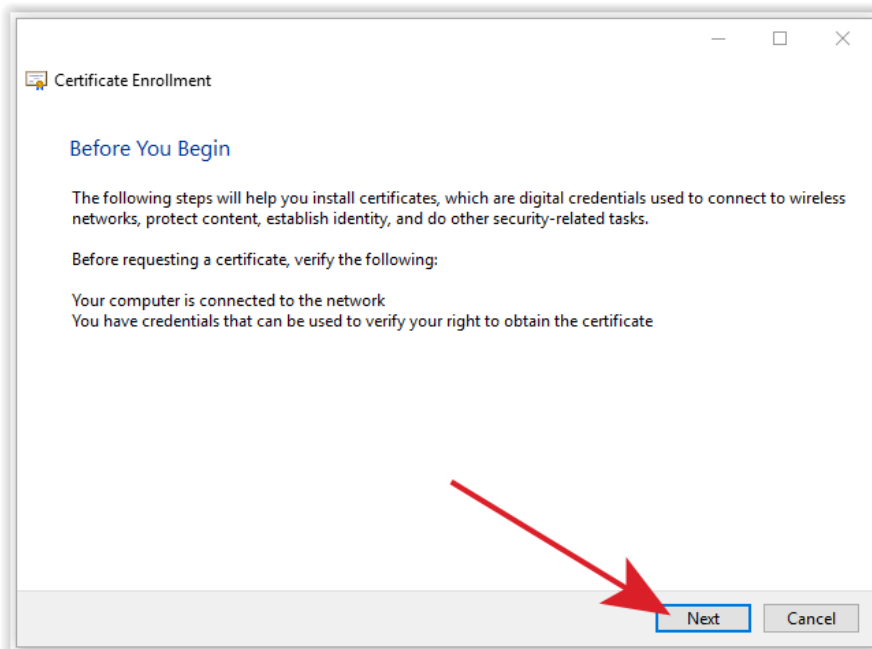 Certificate Enrollment
Before You Begin
The following steps will help you install certificates, which are digital credentials used to connect to wireless
networks, protect content, establish identity, and do other security-related tasks.
Before requesting a certificate, verify the following:
Your computer is connected to the network
You have credentials that can be used to verify your right to obtain the certificate
Next
Cancel